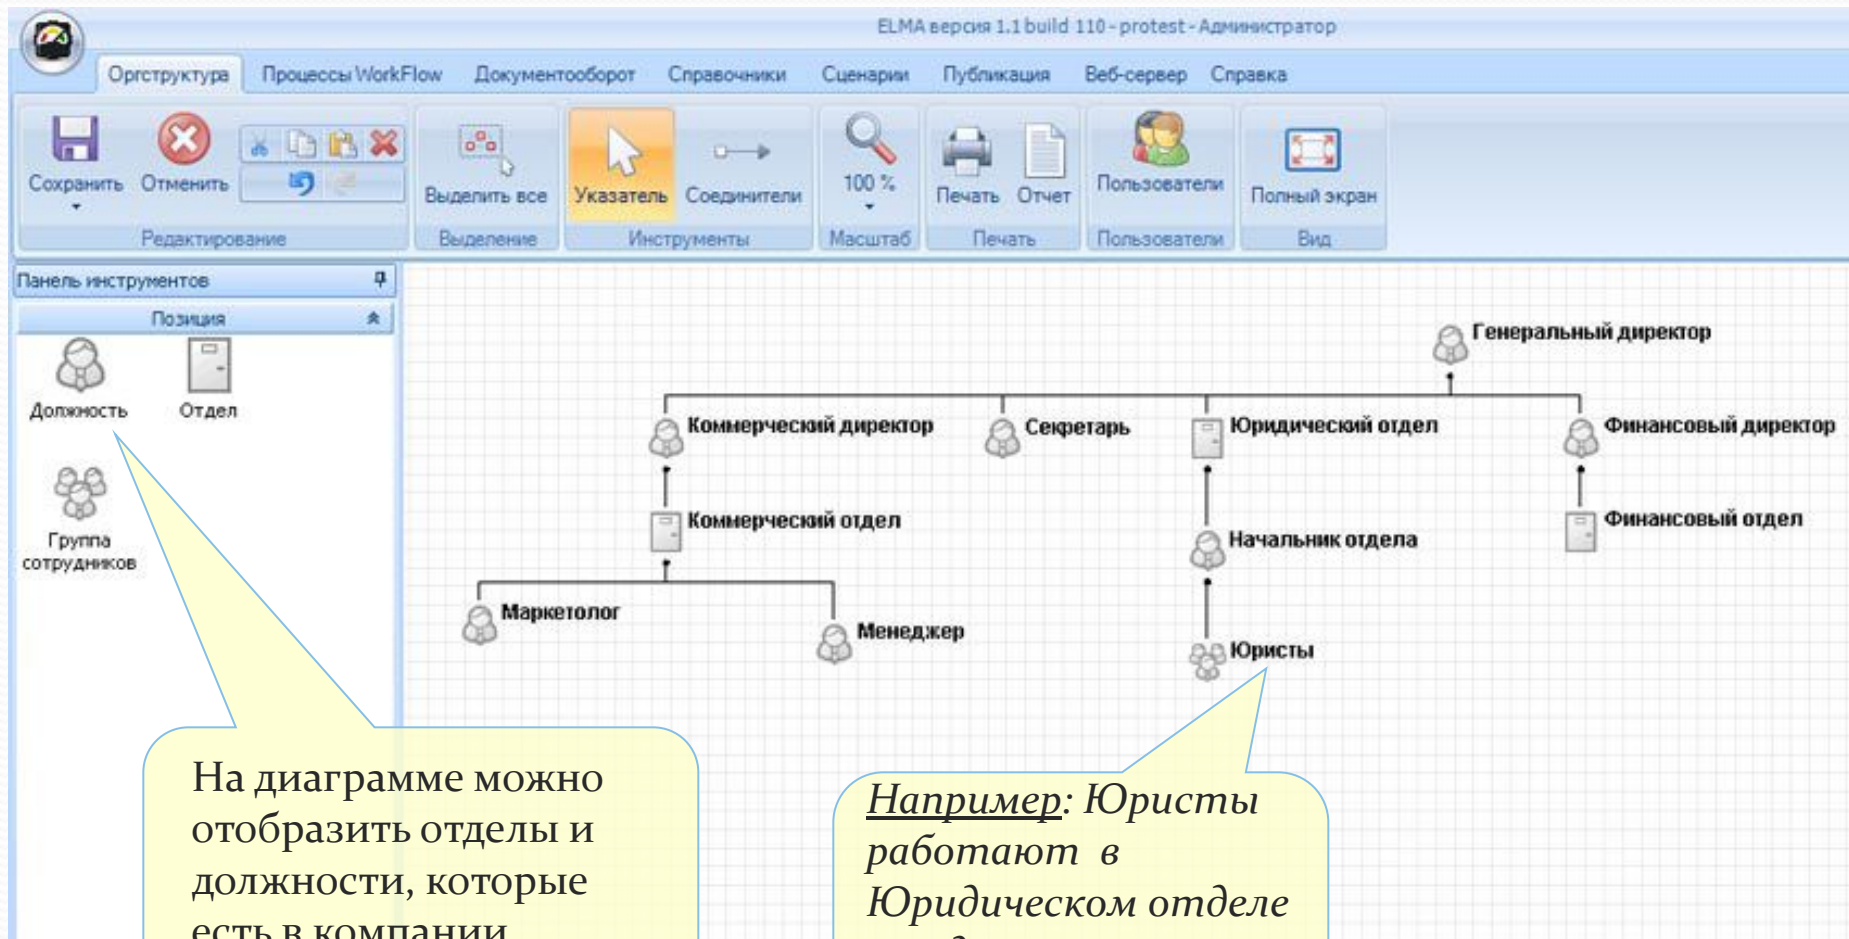 ELMA версия 1.1 build 110 - protest - Администратор
Оргструктура Процессы WorkFlow Документооборот Справочники Сценарии Публикация Веб-сервер Справка
Сохранить Отменить Выделить все Указатель Соединители 100 % Печать Отчет Пользователи Полный экран
Редактирование Выделение Инструменты Масштаб Печать Пользователи Вид
Панель инструментов
Позиция
Должность Отдел
Группа
сотрудников
Генеральный директор
Коммерческий директор Секретарь Юридический отдел Финансовый директор
Коммерческий отдел Начальник отдела Финансовый отдел
Маркетолог Менеджер Юристы
На диаграмме можно
отобразить отделы и
должности, которые
есть в компании
Например: Юристы
работают в
Юридическом отделе